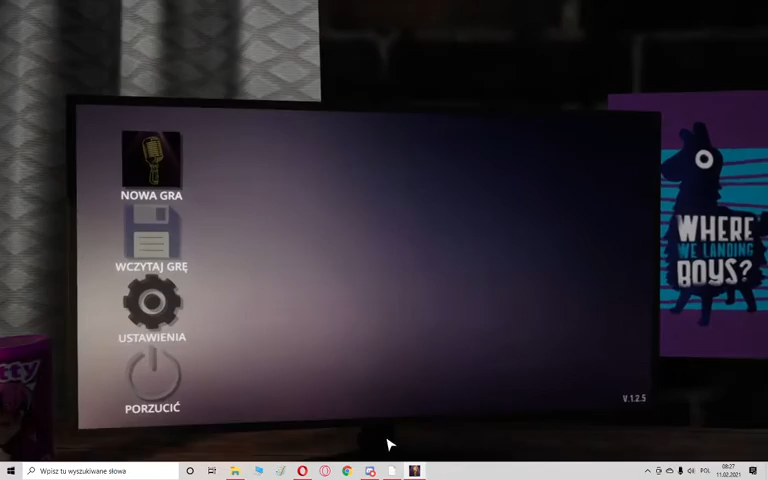 NOWA GRA
WCZYTAJ GRĘ
USTAWIENIA
PORZUCIĆ
V.1.2.5
WHERE
WE LANDING
BOYS?
tty
Wpisz tu wyszukiwane słowa
POL
08:27
11.02.2021